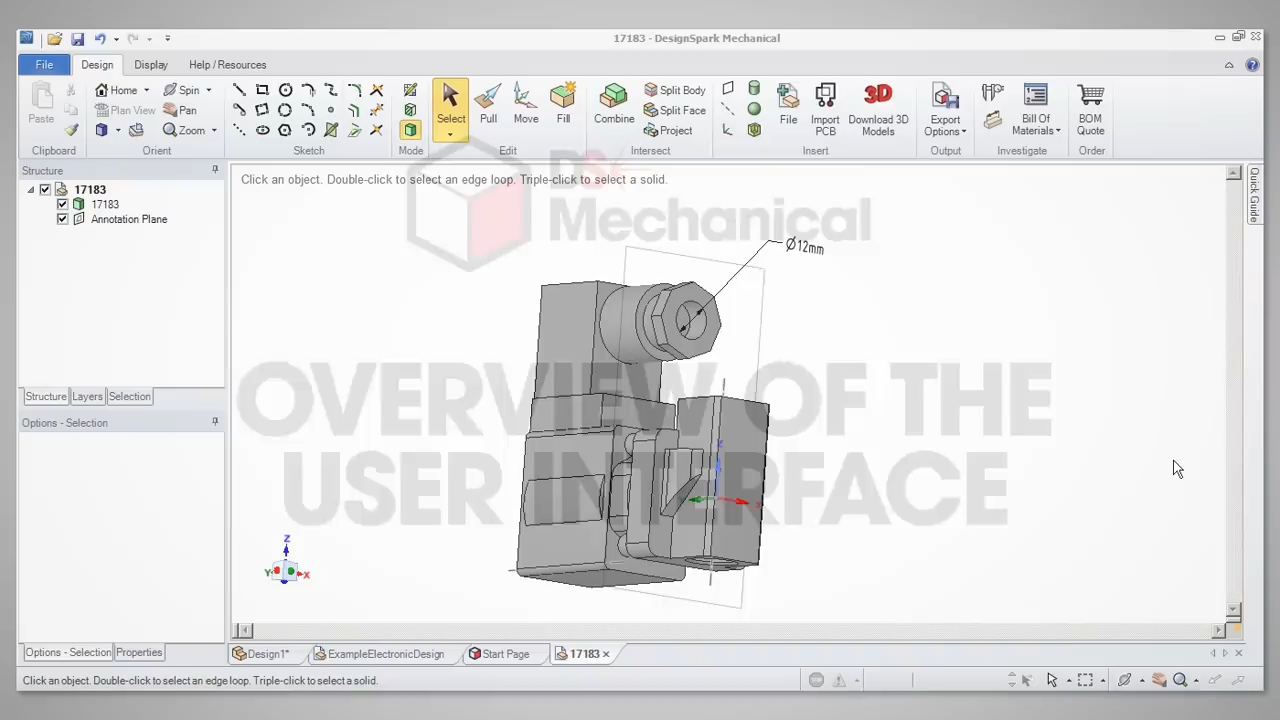 17183 - DesignSpark Mechanical
File Design Display Help / Resources
Paste
Clipboard
Home Spin
Plan View Pan
Zoom
Orient
Sketch
Mode
Select Pull Move Fill
Edit
Combine
Split Body
Split Face
Project
Intersect
File Import PCB Download 3D Models
3D
Insert
Export Options
Output
Bill Of Materials
Investigate
BOM Quote
Order
Structure
17183
17183
Annotation Plane
Structure Layers Selection
Options - Selection
Options - Selection Properties
Click an object. Double-click to select an edge loop. Triple-click to select a solid.
Quick Guide
DS
Mechanical
Ø12mm
OVERVIEW OF THE
USER INTERFACE
Z
Y X
Z
Design1* ExampleElectronicDesign Start Page 17183
Click an object. Double-click to select an edge loop. Triple-click to select a solid.